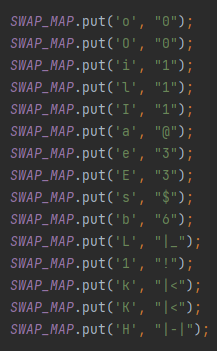 SWAP_MAP.put('o', "0");
SWAP_MAP.put('O', "0");
SWAP_MAP.put('i', "1");
SWAP_MAP.put('l', "1");
SWAP_MAP.put('I', "1");
SWAP_MAP.put('a', "@");
SWAP_MAP.put('e', "3");
SWAP_MAP.put('E', "3");
SWAP_MAP.put('s', "$");
SWAP_MAP.put('b', "6");
SWAP_MAP.put('L', "|_");
SWAP_MAP.put('1', "!");
SWAP_MAP.put('k', "|<");
SWAP_MAP.put('K', "|<");
SWAP_MAP.put('H', "|-|");